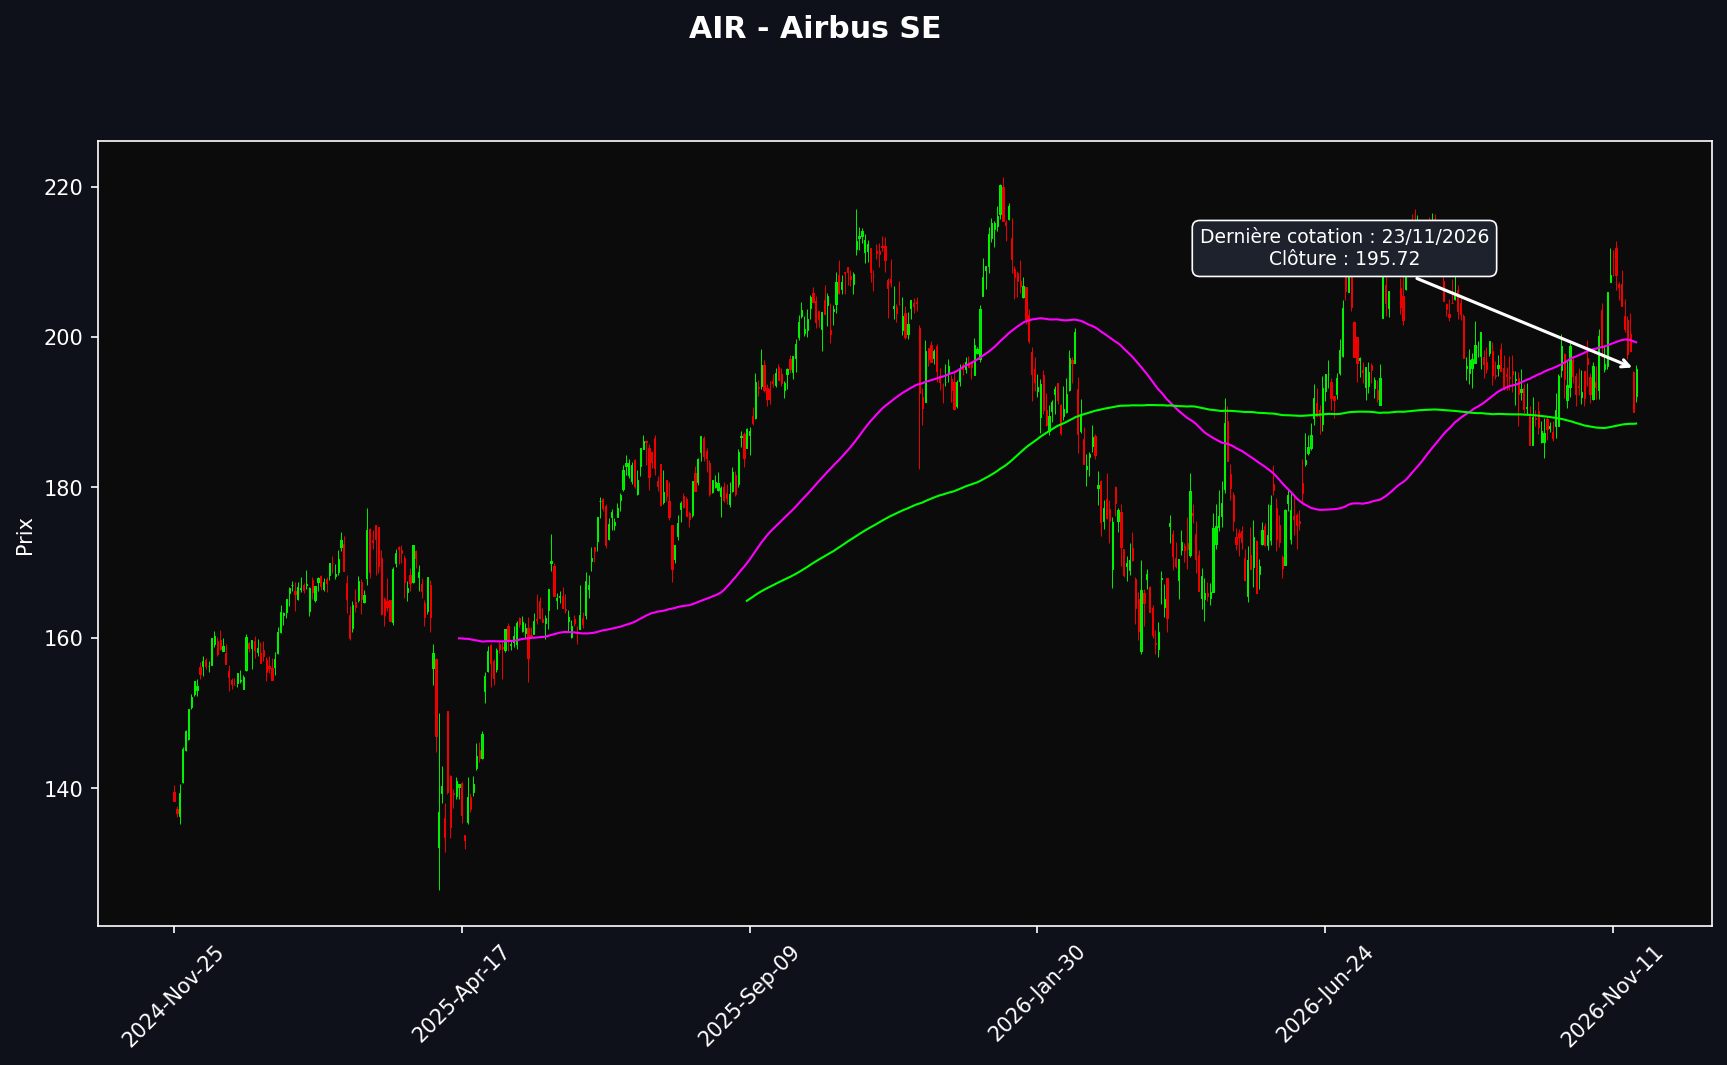 AIR - Airbus SE
220
200
180
160
140
Prix
Dernière cotation : 23/11/2026
Clôture : 195.72
2024-Nov-25
2025-Apr-17
2025-Sep-09
2026-Jan-30
2026-Jun-24
2026-Nov-11